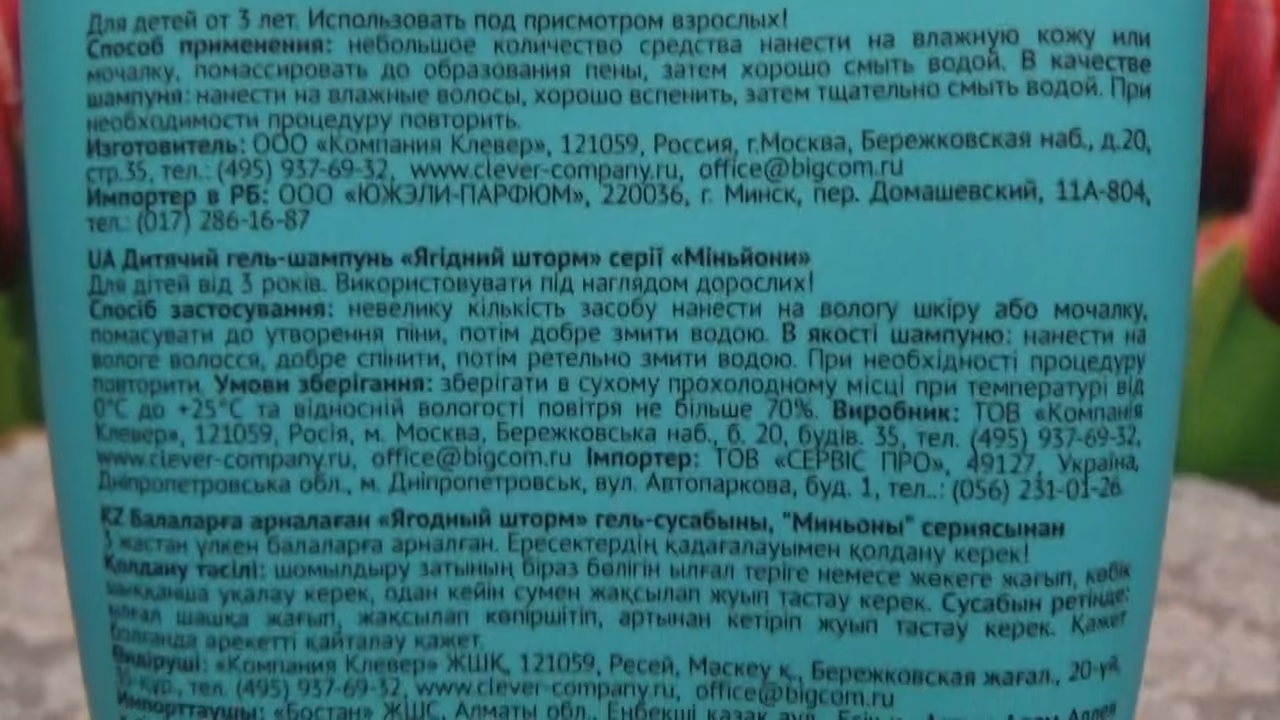 Для детей от 3 лет. Использовать под присмотром взрослых!
Способ применения: небольшое количество средства нанести на влажную кожу или
мочалку, помассировать до образования пены, затем хорошо смыть водой. В качестве
шампуня: нанести на влажные волосы, хорошо вспенить, затем тщательно смыть водой. При
необходимости процедуру повторить.
Изготовитель: ООО «Компания Клевер», 121059, Россия, г.Москва, Бережковская наб., д.20,
стр.35, тел.: (495) 937-69-32, www.clever-company.ru, office@bigcom.ru
Импортер в РБ: ООО «ЮЖЭЛИ-ПАРФЮМ», 220036, г. Минск, пер. Домашевский, 11А-804,
тел.: (017) 286-16-87
UA Дитячий гель-шампунь «Ягідний шторм» серії «Міньйони»
Для дітей від 3 років. Використовувати під наглядом дорослих!
Спосіб застосування: невелику кількість засобу нанести на вологу шкіру або мочалку,
помасувати до утворення піни, потім добре змити водою. В якості шампуню: нанести на
вологе волосся, добре спінити, потім ретельно змити водою. При необхідності процедуру
повторити. Умови зберігання: зберігати в сухому прохолодному місці при температурі від
0°С до +25°С та відносній вологості повітря не більше 70%. Виробник: ТОВ «Компанія
Клевер», 121059, Росія, м. Москва, Бережковська наб., б. 20, будів. 35, тел. (495) 937-69-32,
www.clever-company.ru, office@bigcom.ru Імпортер: ТОВ «СЕРВІС ПРО», 49127, Україна,
Дніпропетровська обл., м. Дніпропетровськ, вул. Автопаркова, буд. 1, тел..: (056) 231-01-26
KZ Балаларға арналаған «Ягодный шторм» гель-сусабыны, "Миньоны" сериясынан
3 жастан үлкен балаларға арналған. Ересектердің қадағалауымен қолдану керек!
Қолдану тәсілі: шомылдыру затының біраз бөлігін ылғал теріге немесе жөкеге жағып, көбік
шыққанша уқалау керек, одан кейін сумен жақсылап жуып тастау керек. Сусабын ретінде:
ылғал шашқа жағып, жақсылап көпіршітіп, артынан кетіріп жуып тастау керек. Қажет
болғанда әрекетті қайталау қажет.
Өндіруші: «Компания Клевер» ЖШҚ, 121059, Ресей, Мәскеу қ., Бережковская жағал., 20-үй,
35-құр., тел. (495) 937-69-32, www.clever-company.ru, office@bigcom.ru
Импорттаушы: «Бостан» ЖШС, Алматы обл., Еңбекші қазақ ауд.,